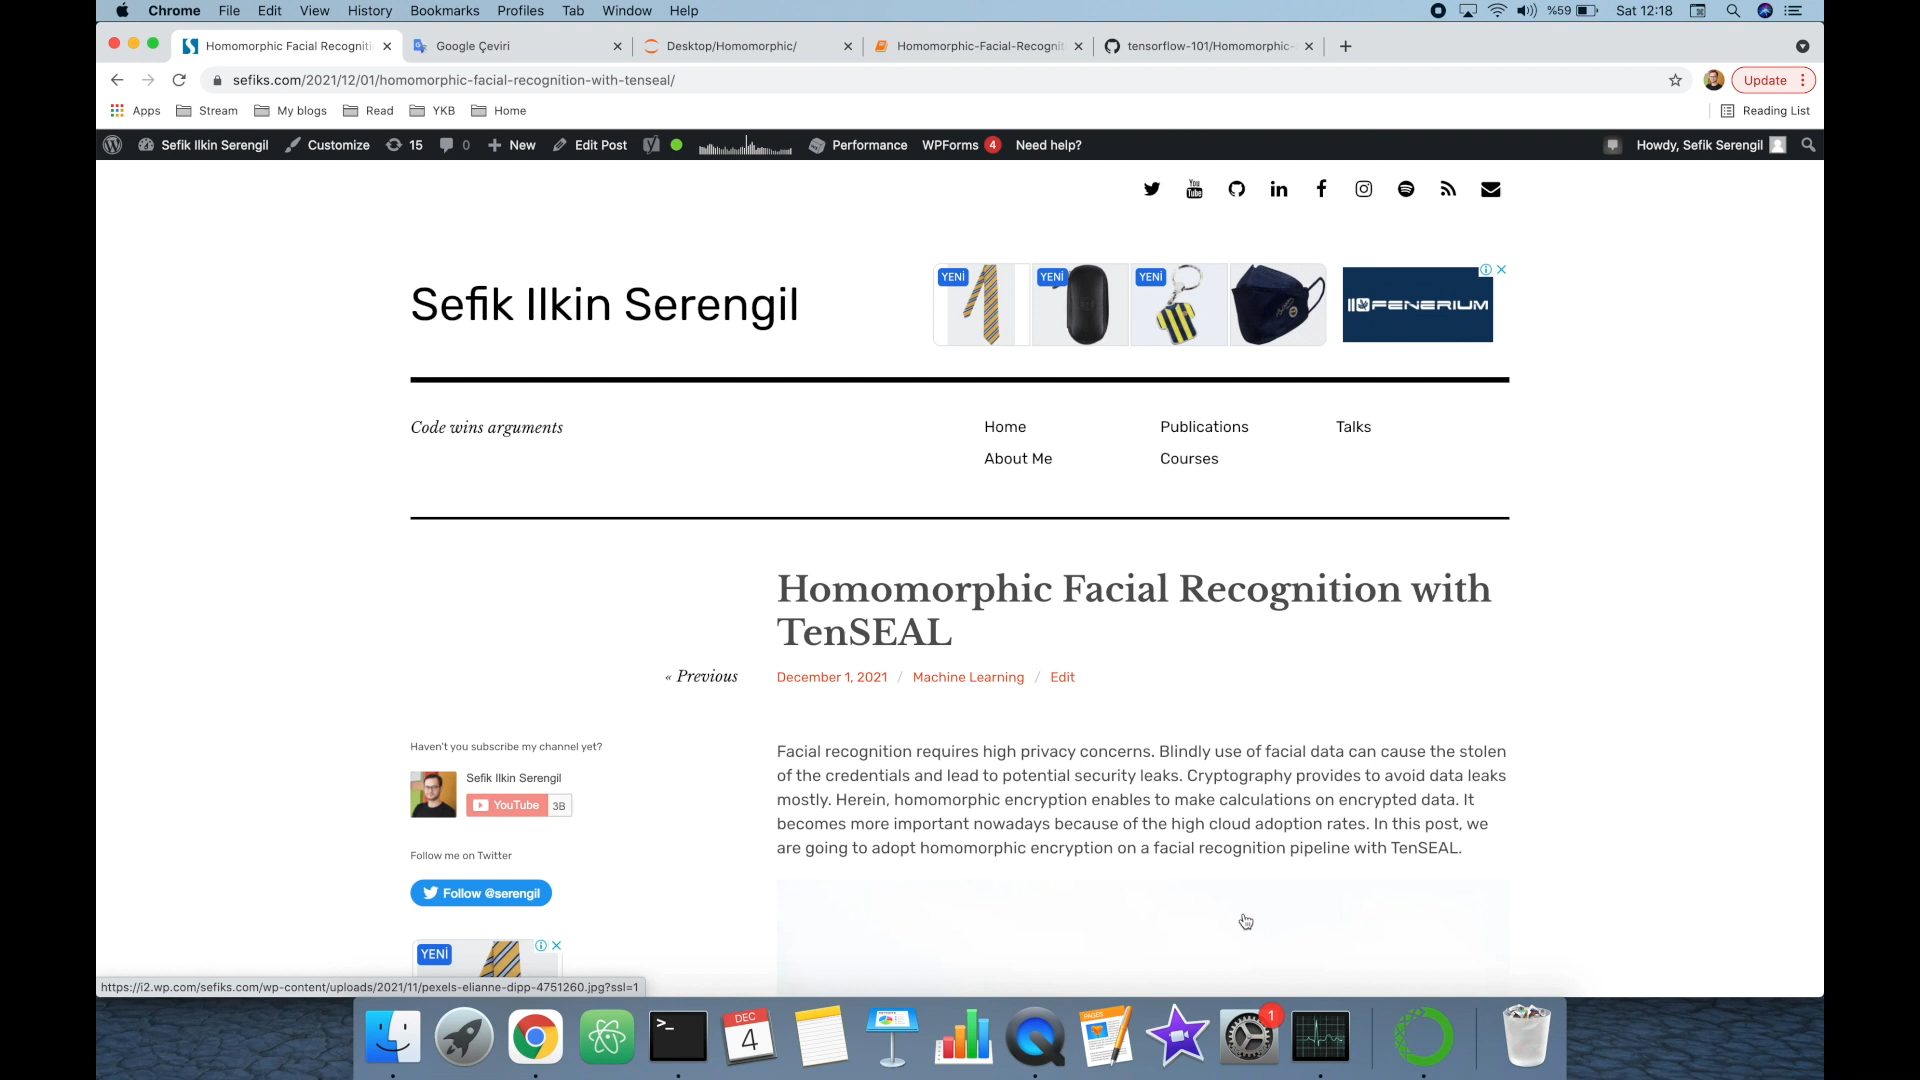 Chrome File Edit View History Bookmarks Profiles Tab Window Help
%59 Sat 12:18
Homomorphic Facial Recogniti
Google Çeviri
Desktop/Homomorphic/
Homomorphic-Facial-Recognit
tensorflow-101/Homomorphic-
sefiks.com/2021/12/01/homomorphic-facial-recognition-with-tenseal/
Update
Apps Stream My blogs Read YKB Home
Reading List
Sefik Ilkin Serengil Customize 15 0 New Edit Post Performance WPForms 4 Need help?
Howdy, Sefik Serengil
You Tube
Sefik Ilkin Serengil
YENİ YENİ YENİ
FENERIUM
Code wins arguments
Home Publications Talks
About Me Courses
Homomorphic Facial Recognition with
TenSEAL
« Previous
December 1, 2021 / Machine Learning / Edit
Haven't you subscribe my channel yet?
Sefik Ilkin Serengil
YouTube 3B
Follow me on Twitter
Follow @serengil
YENİ
Facial recognition requires high privacy concerns. Blindly use of facial data can cause the stolen
of the credentials and lead to potential security leaks. Cryptography provides to avoid data leaks
mostly. Herein, homomorphic encryption enables to make calculations on encrypted data. It
becomes more important nowadays because of the high cloud adoption rates. In this post, we
are going to adopt homomorphic encryption on a facial recognition pipeline with TenSEAL.
https://i2.wp.com/sefiks.com/wp-content/uploads/2021/11/pexels-elianne-dipp-4751260.jpg?ssl=1
>_
DEC
4
PAGES
1